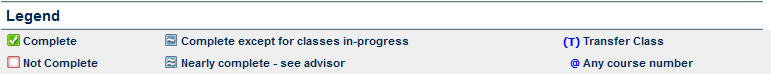 Legend
Complete Complete except for classes in-progress (T) Transfer Class
Not Complete Nearly complete - see advisor @ Any course number